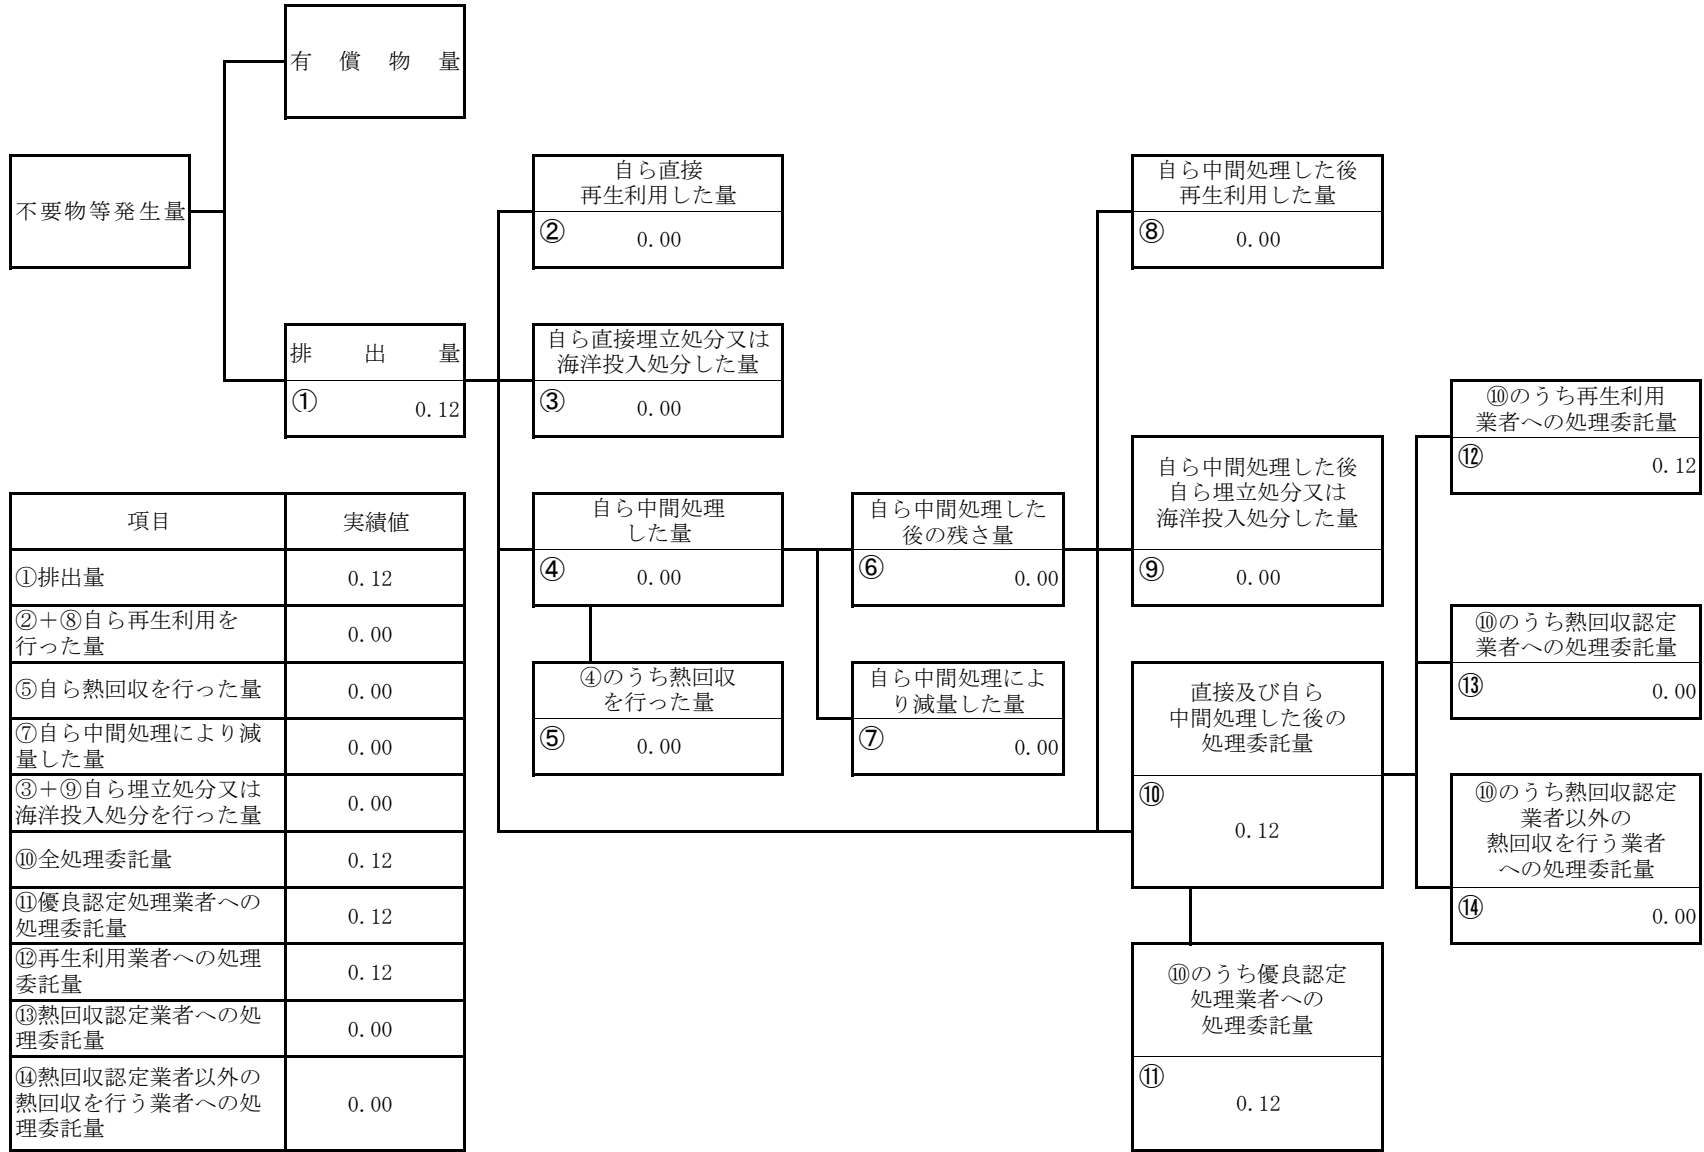 有償物量
不要物等発生量
排出量
①
0.12
自ら直接
再生利用した量
②
0.00
自ら直接埋立処分又は
海洋投入処分した量
③
0.00
自ら中間処理
した量
④
0.00
④のうち熱回収
を行った量
⑤
0.00
自ら中間処理した
後の残さ量
⑥
0.00
自ら中間処理によ
り減量した量
⑦
0.00
自ら中間処理した後
再生利用した量
⑧
0.00
自ら中間処理した後
自ら埋立処分又は
海洋投入処分した量
⑨
0.00
直接及び自ら
中間処理した後の
処理委託量
⑩
0.12
⑩のうち優良認定
処理業者への
処理委託量
⑪
0.12
⑩のうち再生利用
業者への処理委託量
⑫
0.12
⑩のうち熱回収認定
業者への処理委託量
⑬
0.00
⑩のうち熱回収認定
業者以外の
熱回収を行う業者
への処理委託量
⑭
0.00
項目 実績値
①排出量 0.12
②＋⑧自ら再生利用を
行った量
0.00
⑤自ら熱回収を行った量 0.00
⑦自ら中間処理により減
量した量
0.00
③＋⑨自ら埋立処分又は
海洋投入処分を行った量
0.00
⑩全処理委託量 0.12
⑪優良認定処理業者への
処理委託量
0.12
⑫再生利用業者への処理
委託量
0.12
⑬熱回収認定業者への処
理委託量
0.00
⑭熱回収認定業者以外の
熱回収を行う業者への処
理委託量
0.00